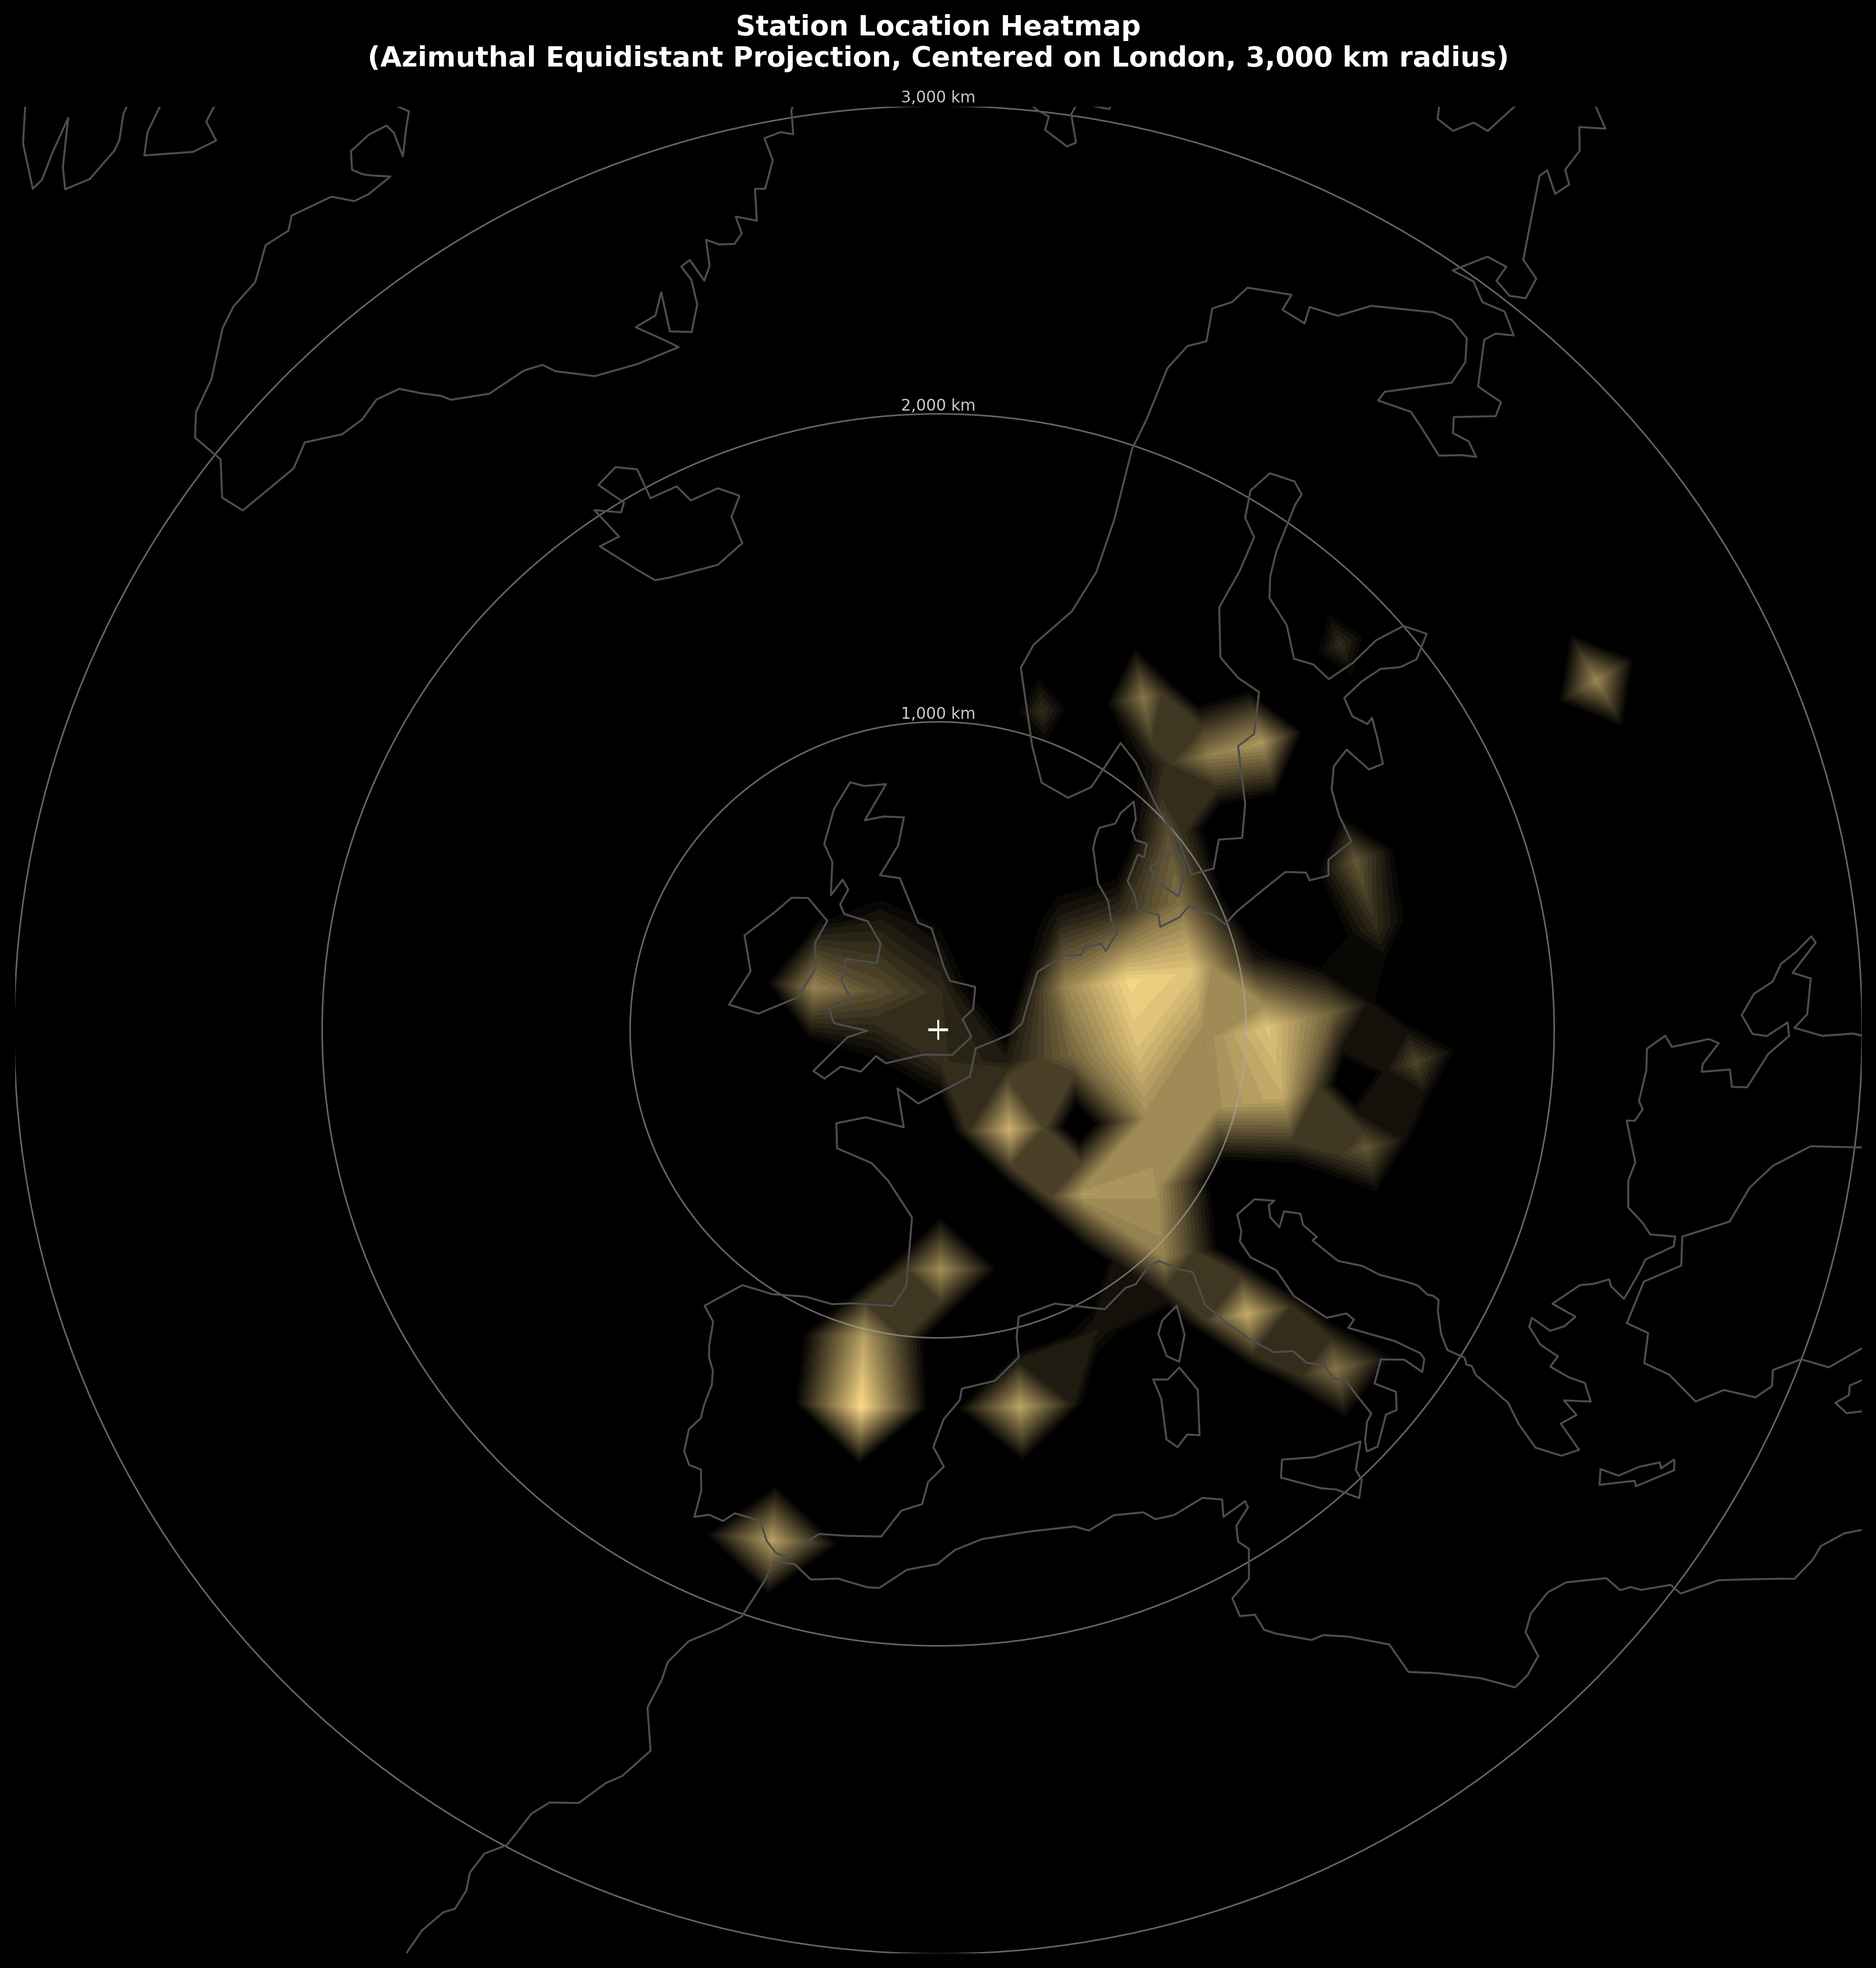 Station Location Heatmap
(Azimuthal Equidistant Projection, Centered on London, 3,000 km radius)
3,000 km
2,000 km
1,000 km